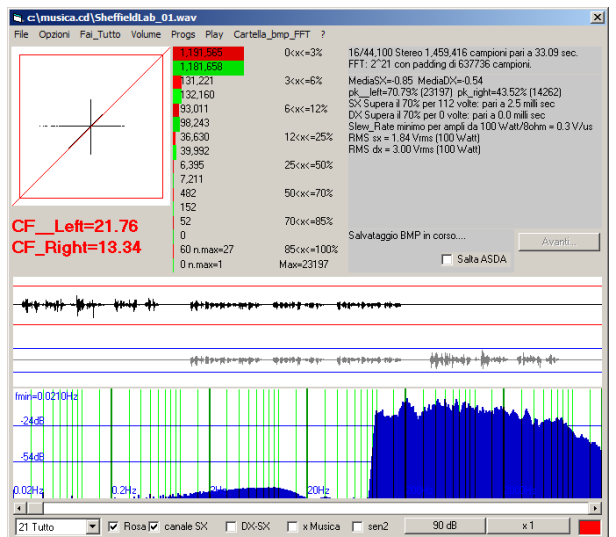 c:\musica.cd\SheffieldLab_01.wav
File Opzioni Fai_Tutto Volume Progs Play Cartella_bmp_FFT ?
1,191,565 0<x<=3%
1,181,658
131,221 3<x<=6%
132,160
93,011 6<x<=12%
98,243
36,630 12<x<=25%
39,992
6,395 25<x<=50%
7,211
482 50<x<=70%
152
52 70<x<=85%
0
60 n.max=27 85<x<=100%
0 n.max=1 Max=23197
16/44,100 Stereo 1,459,416 campioni pari a 33.09 sec.
FFT: 2^21 con padding di 637736 campioni.
MediaSX=-0.85 MediaDX=-0.54
pk__left=70.79% (23197) pk_right=43.52% (14262)
SX Supera il 70% per 112 volte: pari a 2.5 milli sec
DX Supera il 70% per 0 volte: pari a 0.0 milli sec
Slew_Rate minimo per ampli da 100 Watt/8ohm = 0.3 V/us
RMS sx = 1.84 Vrms (100 Watt)
RMS dx = 3.00 Vrms (100 Watt)
CF__Left=21.76
CF_Right=13.34
Salvataggio BMP in corso....
Avanti...
Salta ASDA
fmin=0.0210Hz
-24dB
-54dB
0.02Hz 0.2Hz 2Hz 20Hz
21 Tutto Rosa canale SX DX-SX x Musica sen2 90 dB x 1